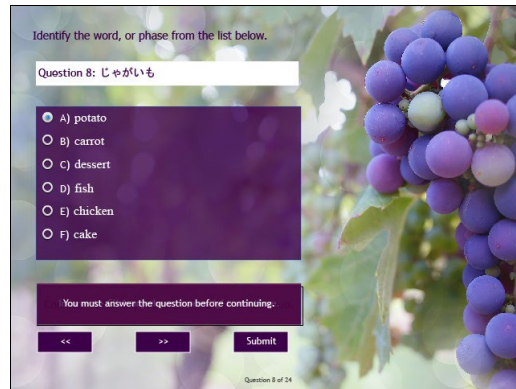 Identify the word, or phase from the list below.
Question 8: じゃがいも
A) potato
B) carrot
C) dessert
D) fish
E) chicken
F) cake
You must answer the question before continuing.
<< >> Submit
Question 8 of 24